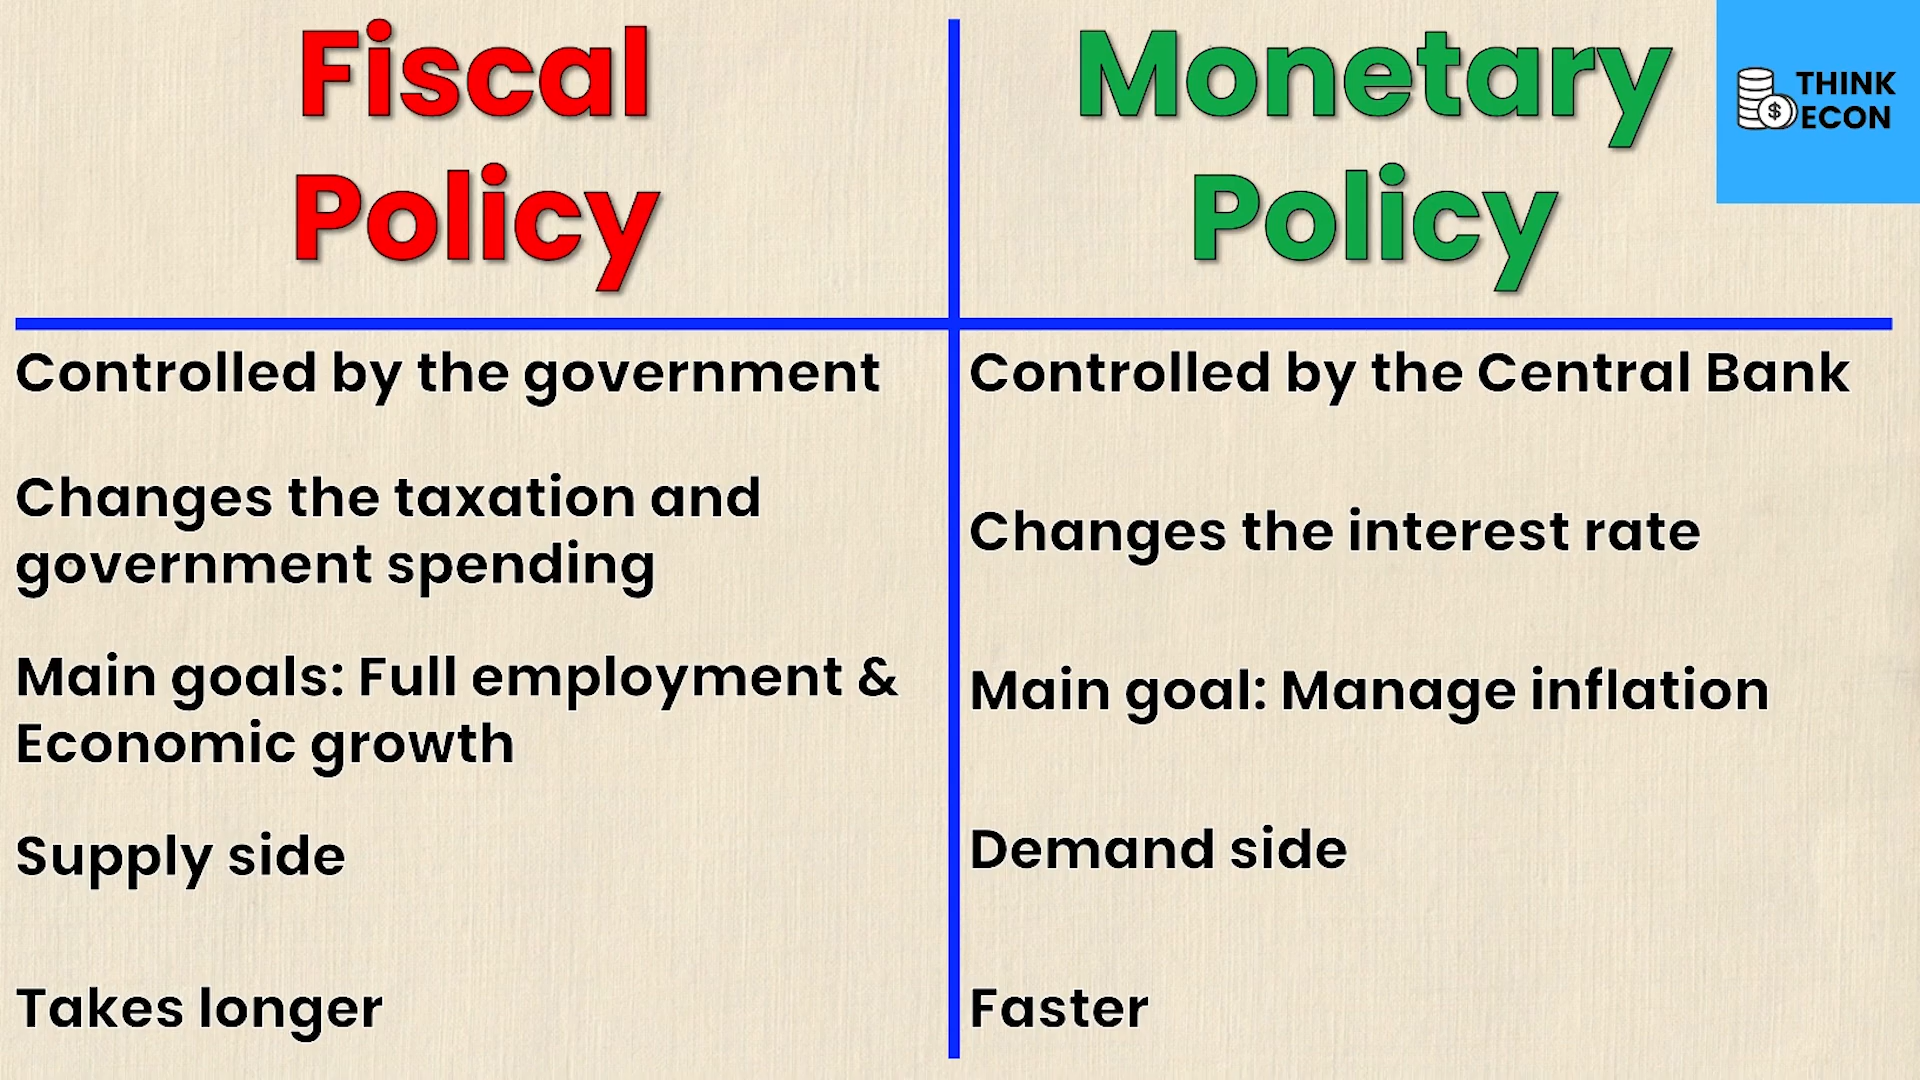 Fiscal
Policy
Monetary
Policy
THINK
ECON
$
Controlled by the government
Changes the taxation and
government spending
Main goals: Full employment &
Economic growth
Supply side
Takes longer
Controlled by the Central Bank
Changes the interest rate
Main goal: Manage inflation
Demand side
Faster